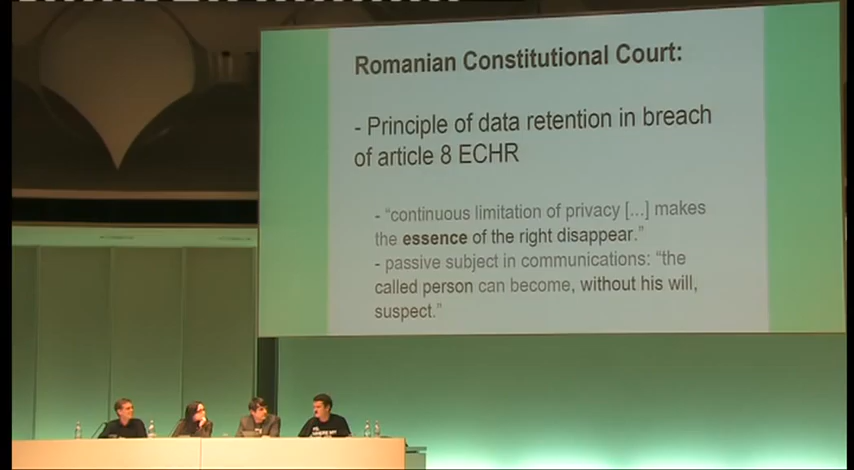 Romanian Constitutional Court:
- Principle of data retention in breach
of article 8 ECHR
- “continuous limitation of privacy [...] makes
the essence of the right disappear.”
- passive subject in communications: “the
called person can become, without his will,
suspect.”